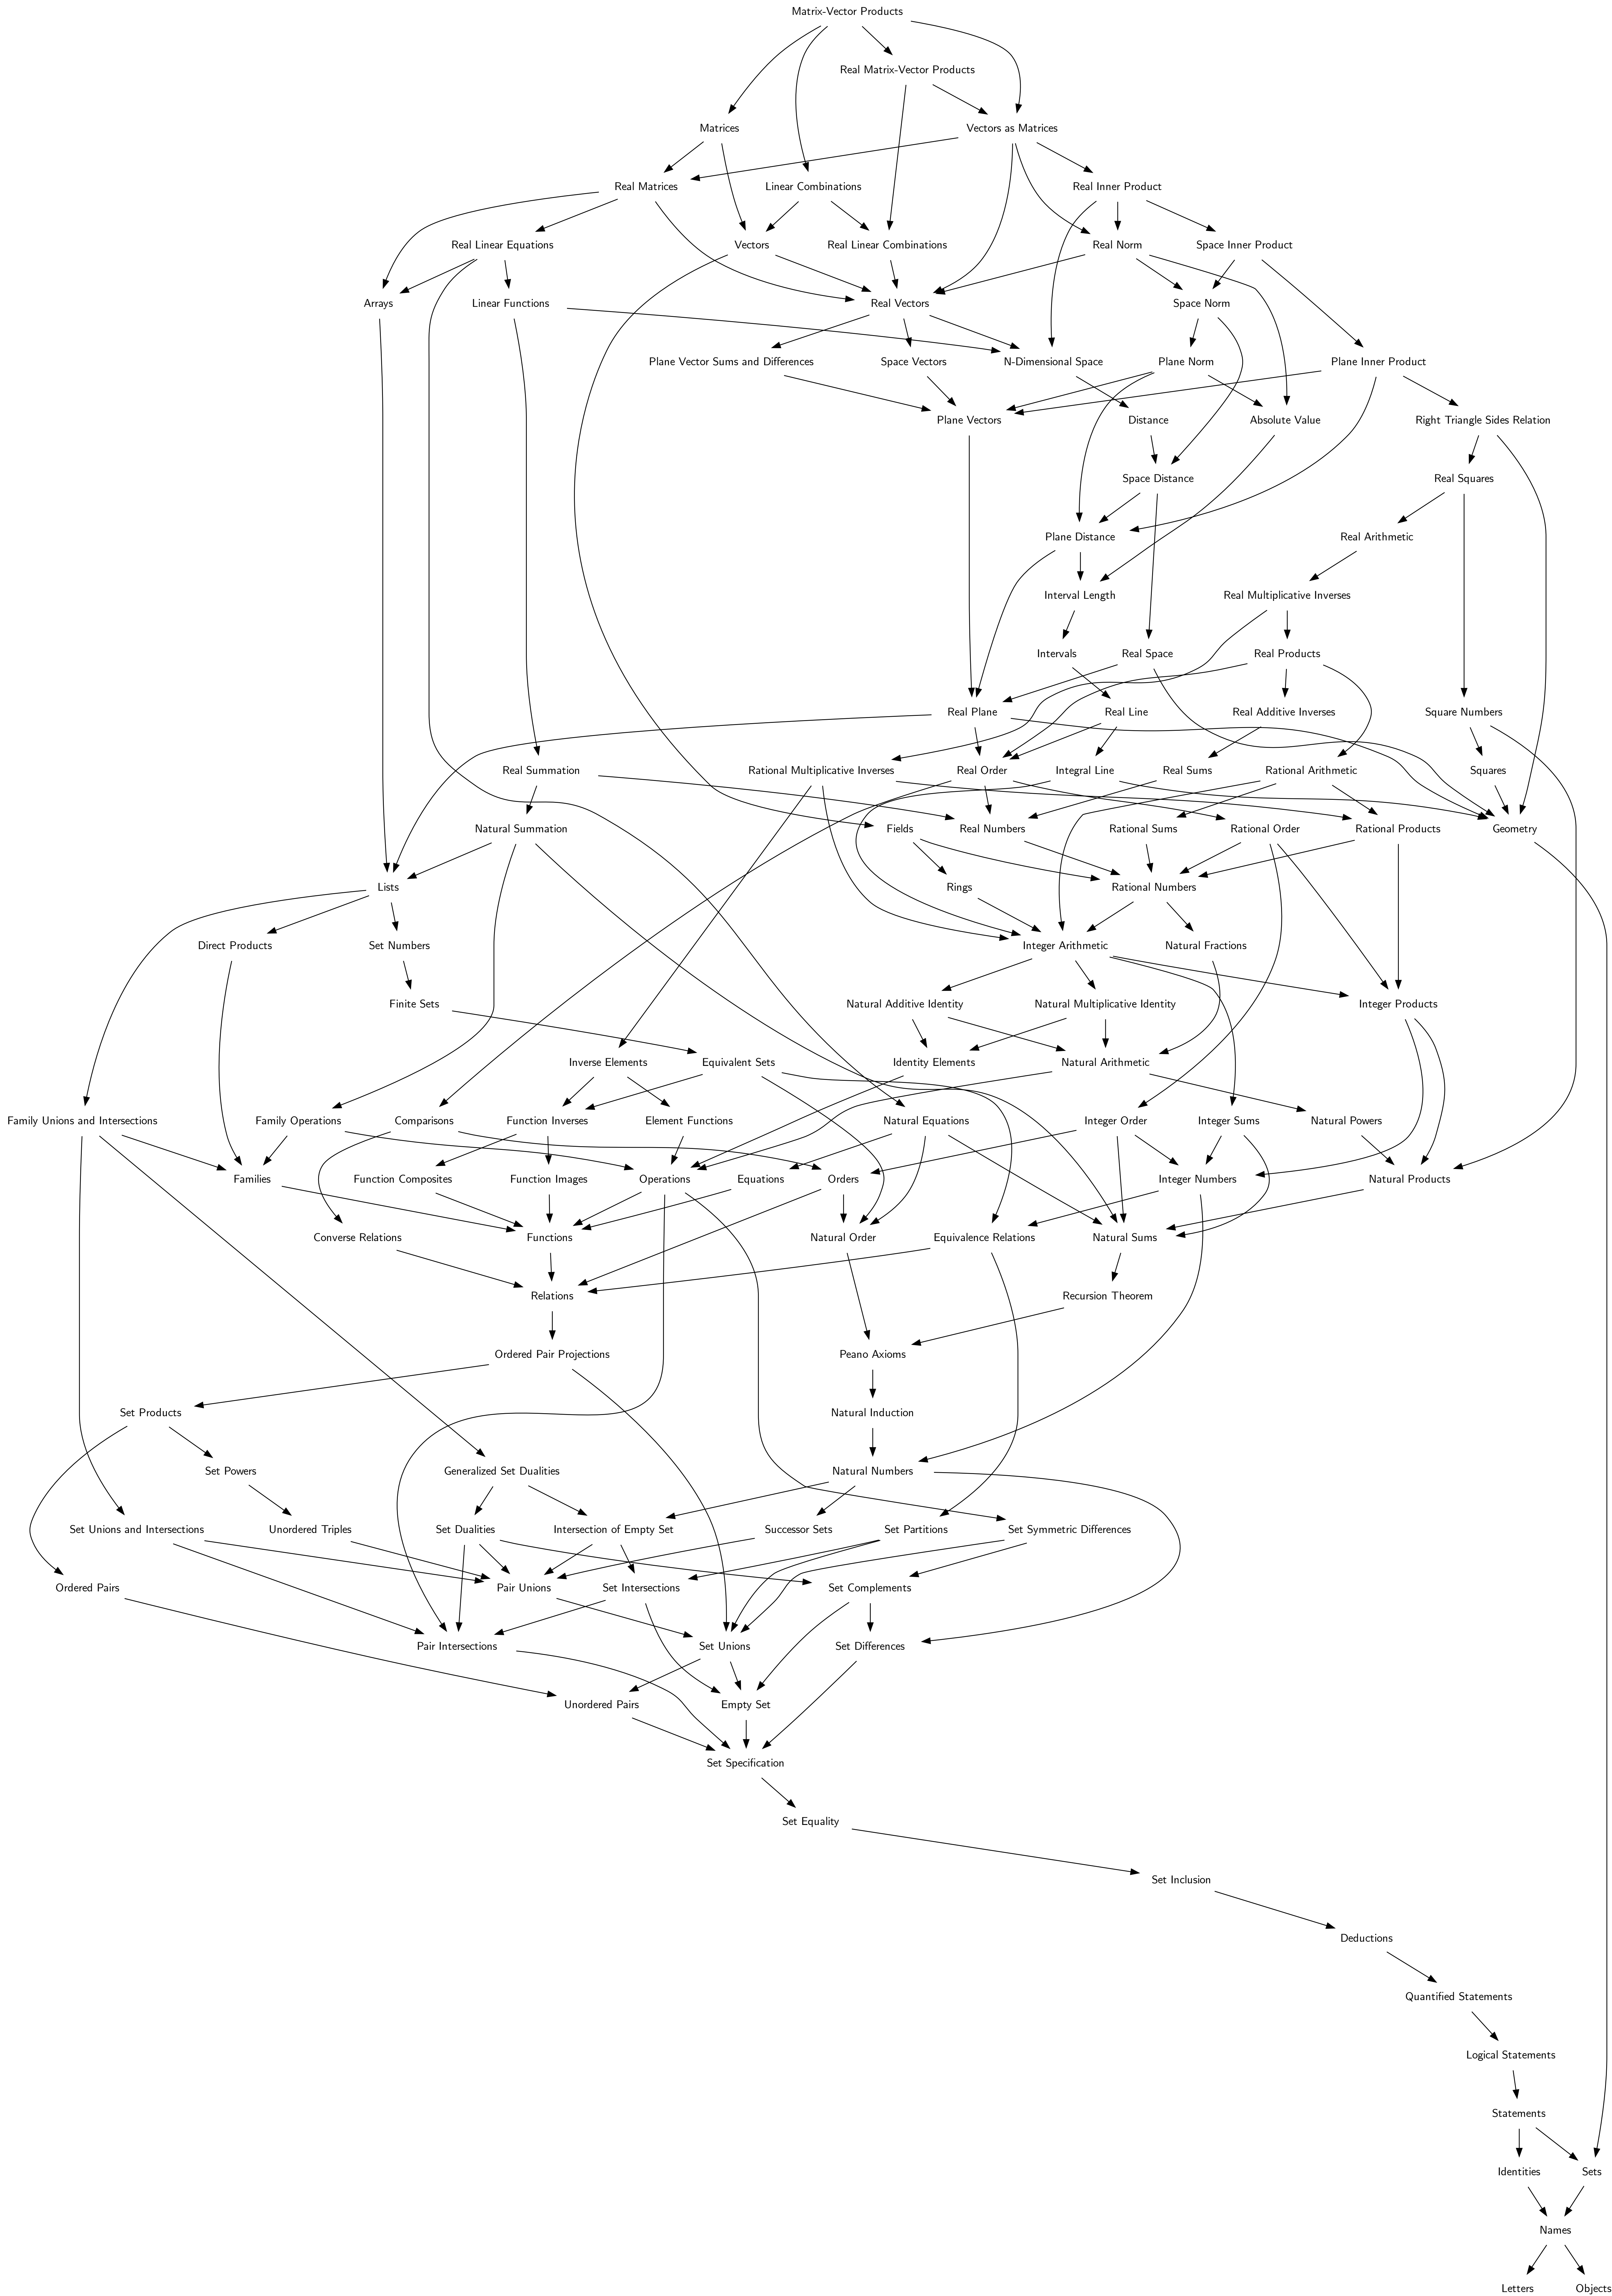 Matrix-Vector Products
Real Matrix-Vector Products
Matrices
Vectors as Matrices
Real Matrices
Linear Combinations
Real Inner Product
Real Linear Equations
Vectors
Real Linear Combinations
Real Norm
Space Inner Product
Arrays
Linear Functions
Real Vectors
Space Norm
Plane Vector Sums and Differences
Space Vectors
N-Dimensional Space
Plane Norm
Plane Inner Product
Plane Vectors
Distance
Absolute Value
Right Triangle Sides Relation
Space Distance
Real Squares
Plane Distance
Real Arithmetic
Interval Length
Real Multiplicative Inverses
Intervals
Real Space
Real Products
Real Plane
Real Line
Real Additive Inverses
Square Numbers
Real Summation
Rational Multiplicative Inverses
Real Order
Integral Line
Real Sums
Rational Arithmetic
Squares
Natural Summation
Fields
Real Numbers
Rational Sums
Rational Order
Rational Products
Geometry
Lists
Rings
Rational Numbers
Direct Products
Set Numbers
Integer Arithmetic
Natural Fractions
Finite Sets
Natural Additive Identity
Natural Multiplicative Identity
Integer Products
Inverse Elements
Equivalent Sets
Identity Elements
Natural Arithmetic
Family Unions and Intersections
Family Operations
Comparisons
Function Inverses
Element Functions
Natural Equations
Integer Order
Integer Sums
Natural Powers
Families
Function Composites
Function Images
Operations
Equations
Orders
Integer Numbers
Natural Products
Converse Relations
Functions
Natural Order
Equivalence Relations
Natural Sums
Relations
Recursion Theorem
Ordered Pair Projections
Peano Axioms
Set Products
Natural Induction
Set Powers
Generalized Set Dualities
Natural Numbers
Set Unions and Intersections
Unordered Triples
Set Dualities
Intersection of Empty Set
Successor Sets
Set Partitions
Set Symmetric Differences
Ordered Pairs
Pair Unions
Set Intersections
Set Complements
Pair Intersections
Set Unions
Set Differences
Unordered Pairs
Empty Set
Set Specification
Set Equality
Set Inclusion
Deductions
Quantified Statements
Logical Statements
Statements
Identities
Sets
Names
Letters
Objects